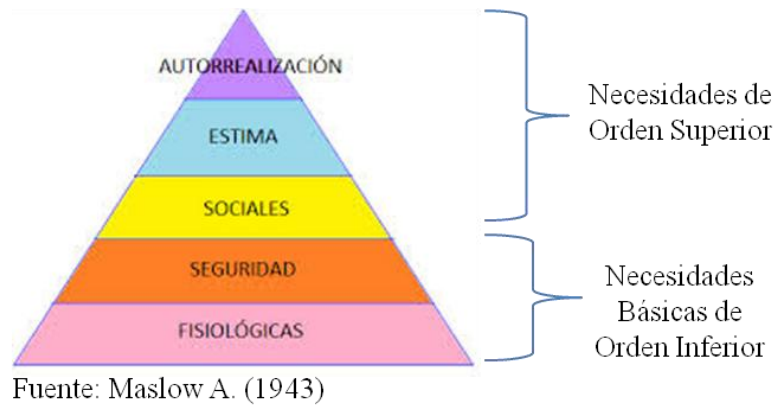 AUTORREALIZACIÓN
ESTIMA
SOCIALES
SEGURIDAD
FISIOLÓGICAS
Necesidades de
Orden Superior
Necesidades
Básicas de
Orden Inferior
Fuente: Maslow A. (1943)